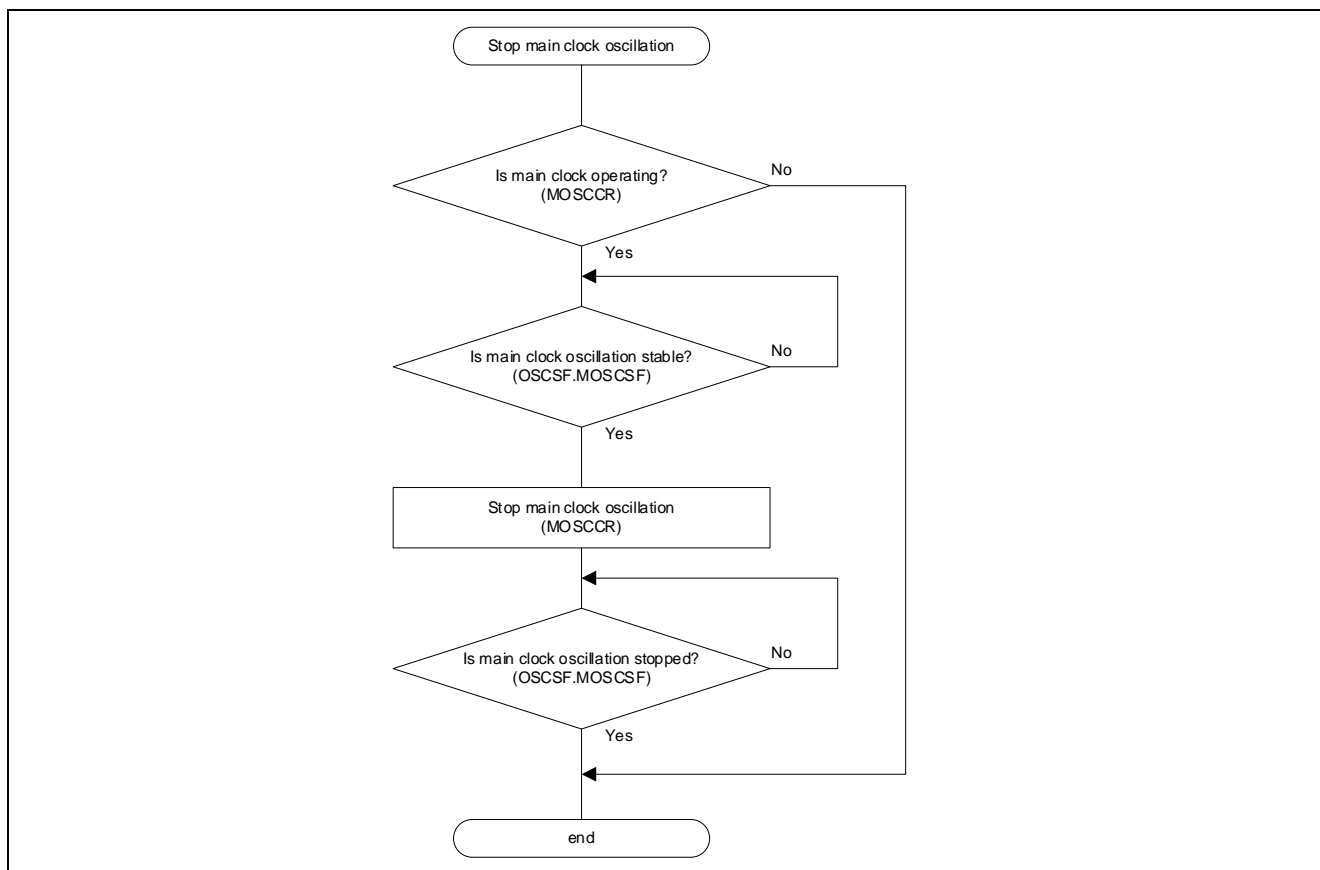 Stop main clock oscillation
Is main clock operating?
(MOSCCR)
No
Yes
Is main clock oscillation stable?
(OSCSF.MOSCSF)
No
Yes
Stop main clock oscillation
(MOSCCR)
Is main clock oscillation stopped?
(OSCSF.MOSCSF)
No
Yes
end